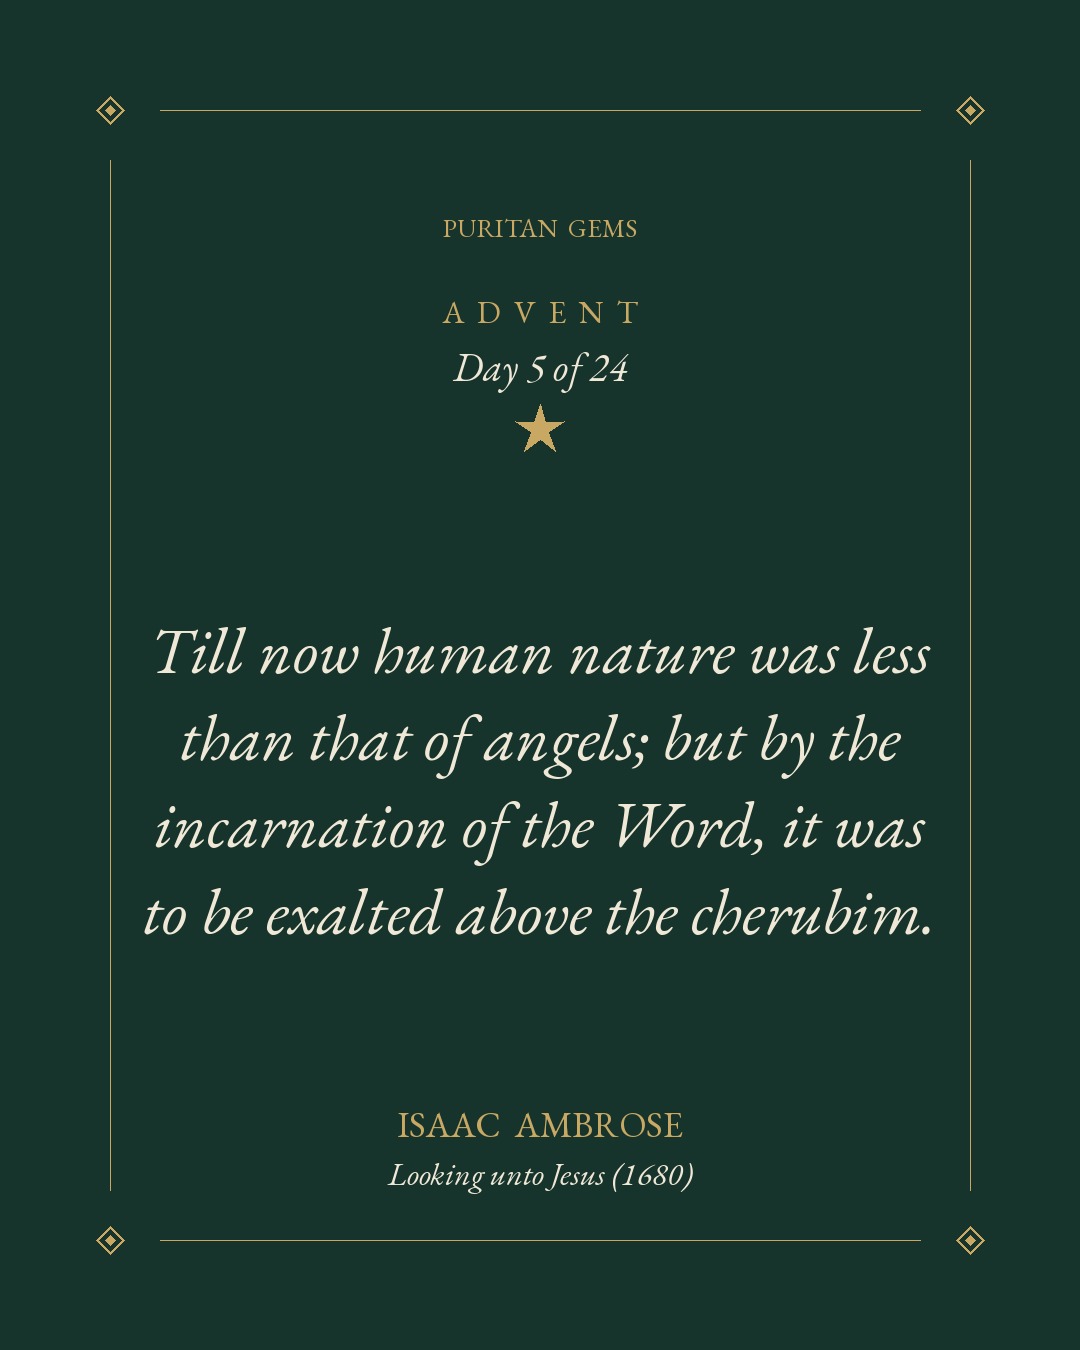 PURITAN GEMS
ADVENT
Day 5 of 24
Till now human nature was less
than that of angels; but by the
incarnation of the Word, it was
to be exalted above the cherubim.
ISAAC AMBROSE
Looking unto Jesus (1680)